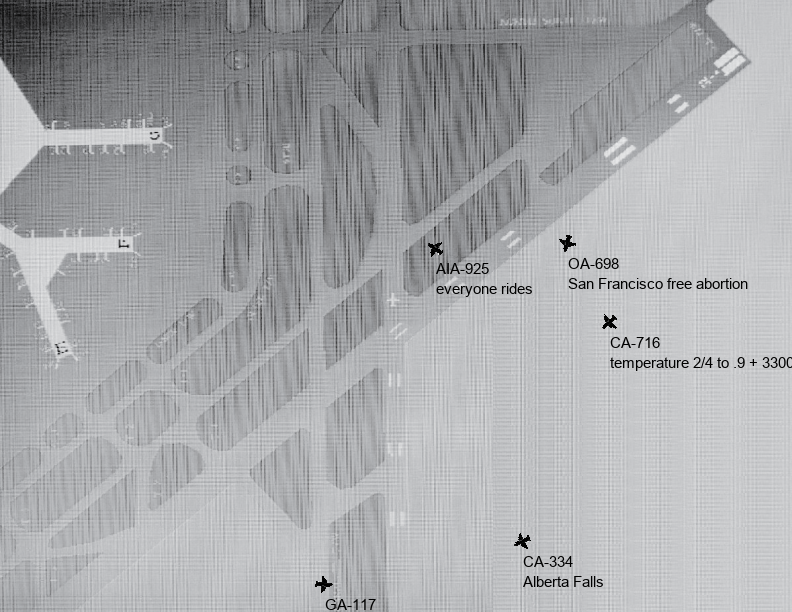 AIA-925
everyone rides
OA-698
San Francisco free abortion
CA-716
temperature 2/4 to .9 + 3300
CA-334
Alberta Falls
GA-117